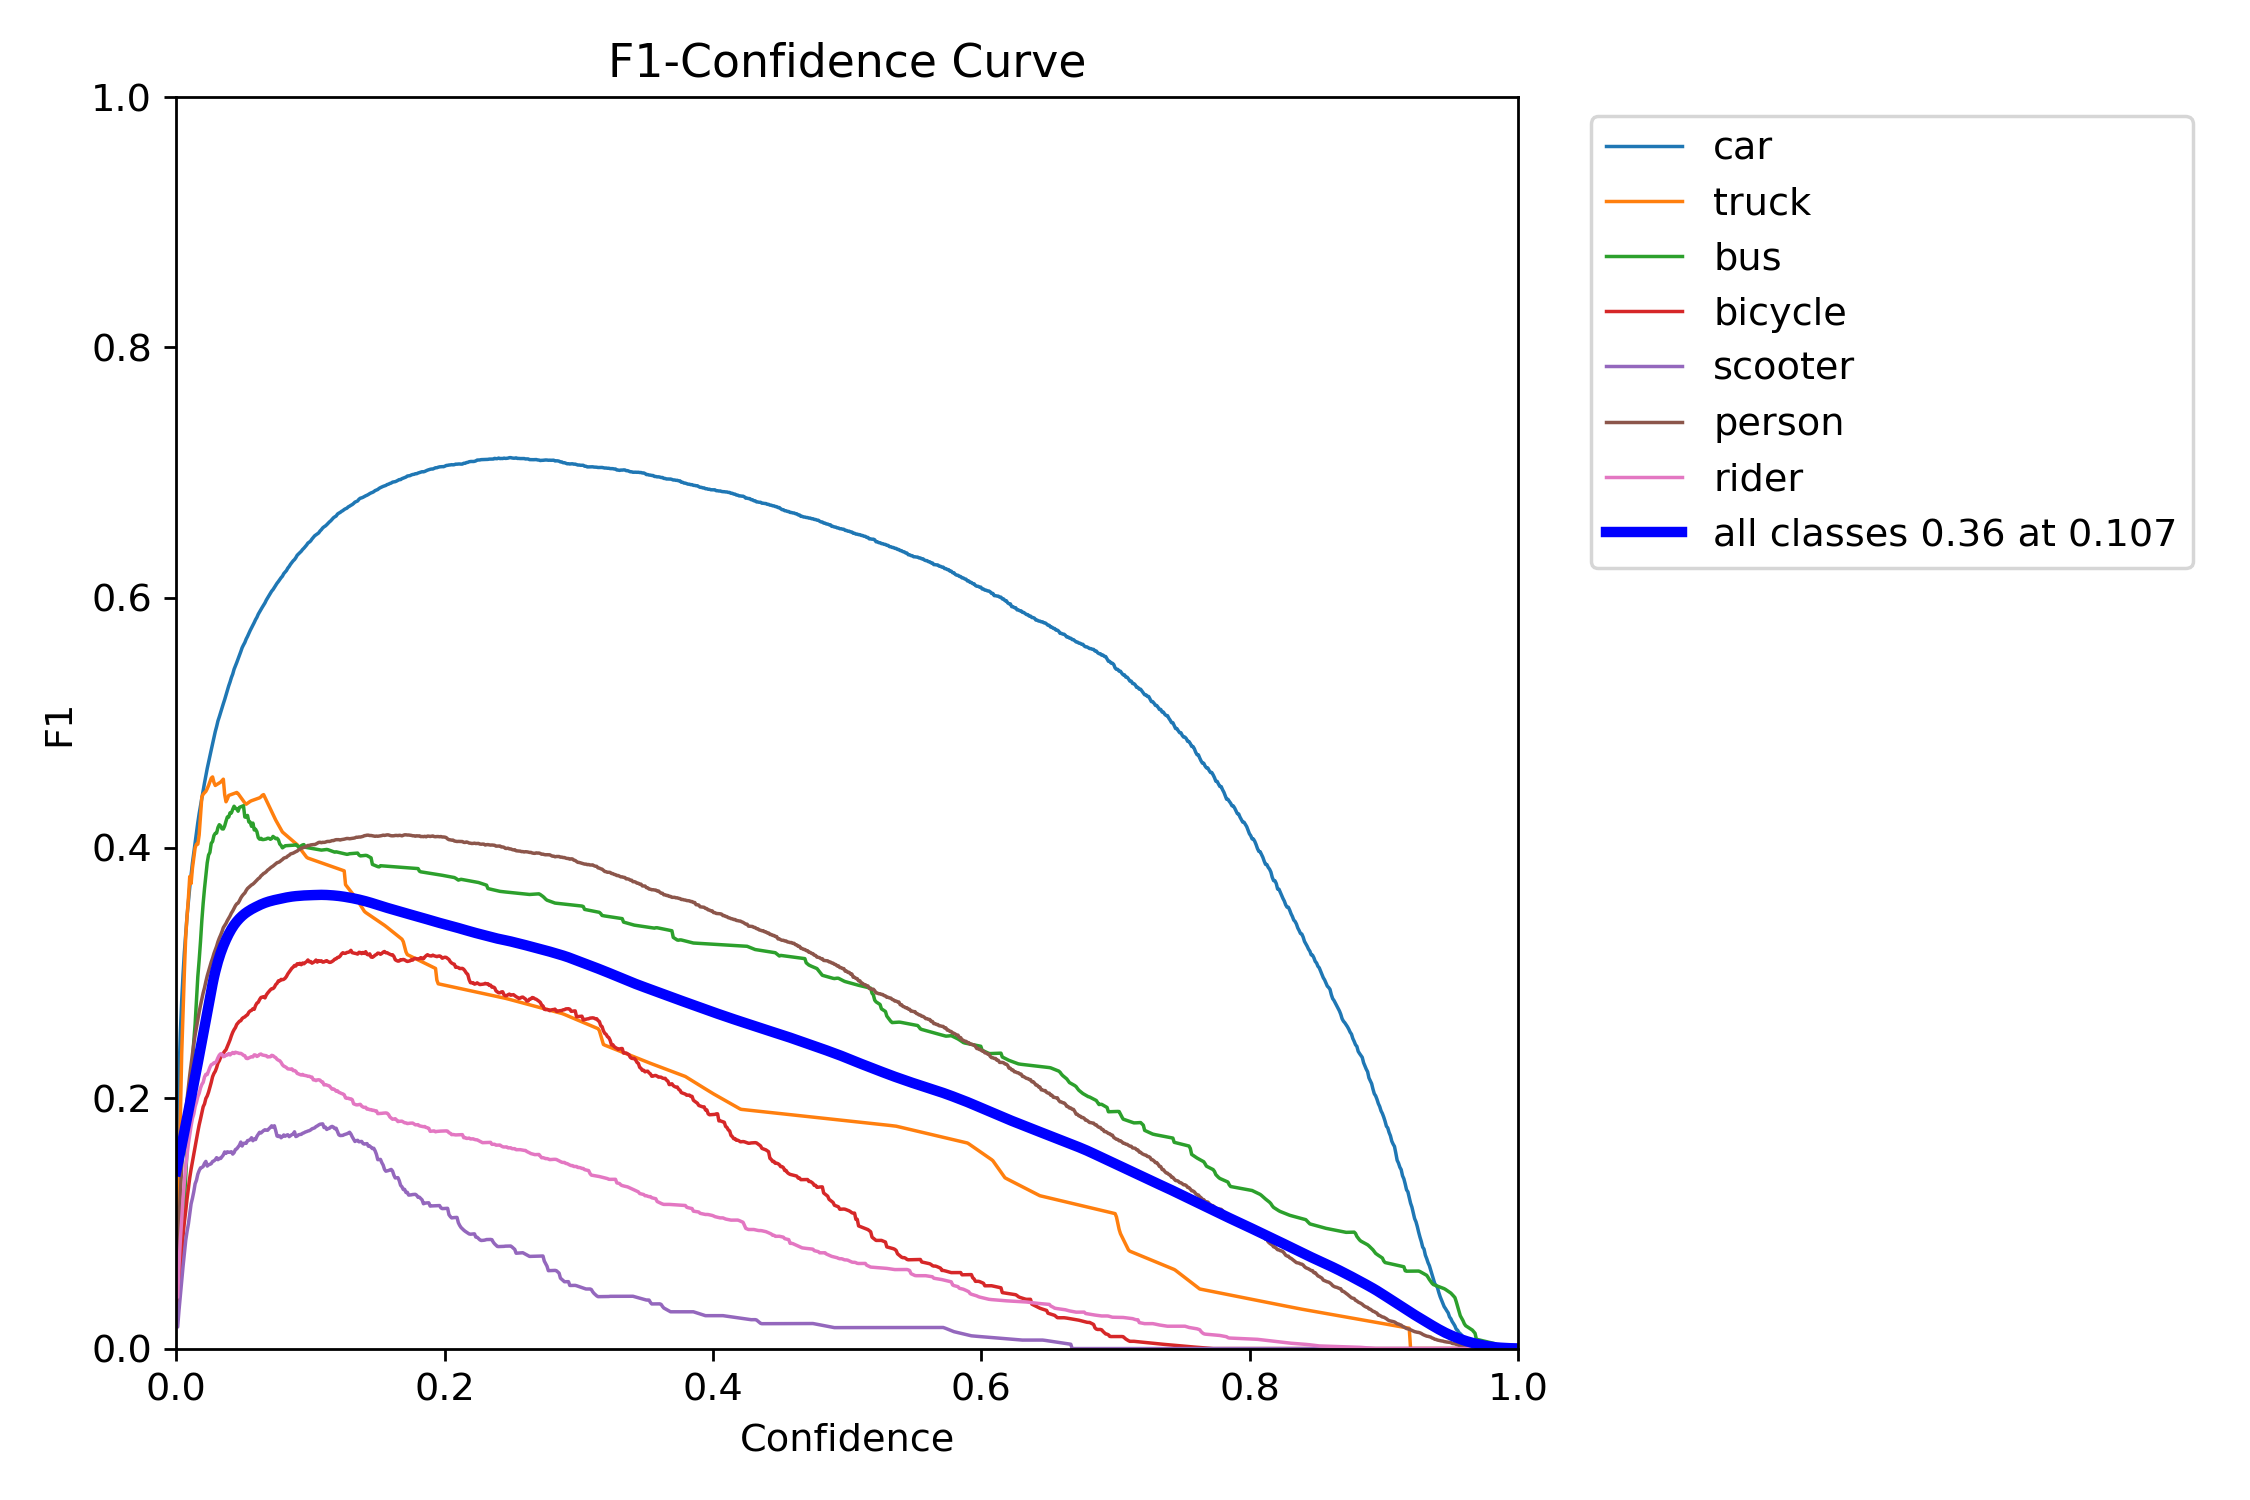 F1-Confidence Curve
1.0
0.8
0.6
0.4
0.2
0.0
F1
0.0 0.2 0.4 0.6 0.8 1.0
Confidence
car
truck
bus
bicycle
scooter
person
rider
all classes 0.36 at 0.107